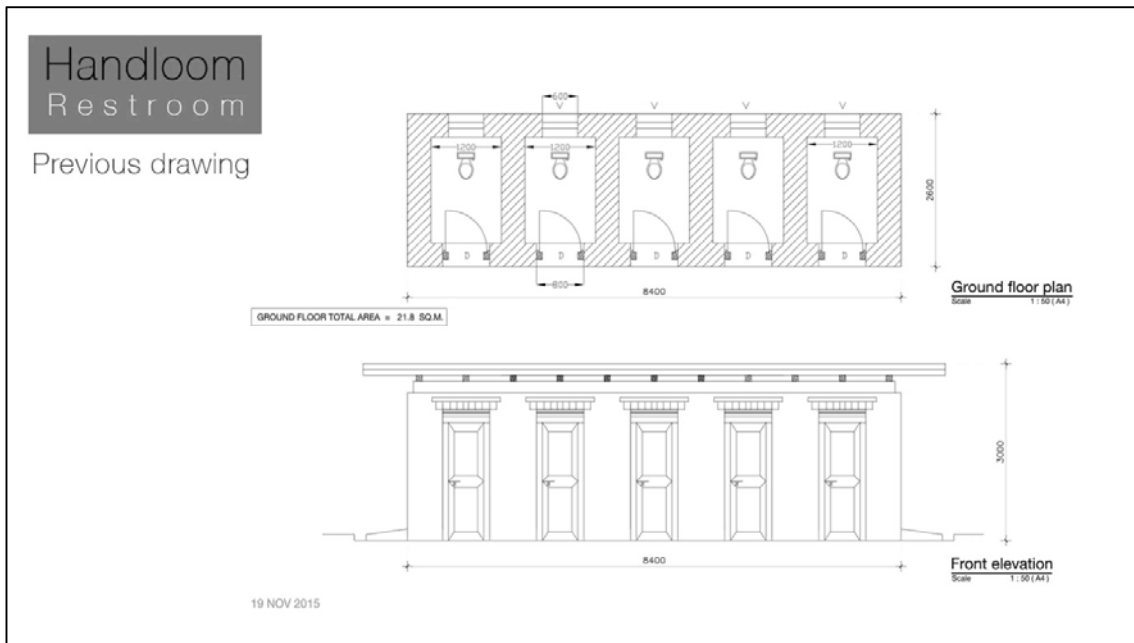 Handloom
Restroom
Previous drawing
600
V V V V
1200 1200 1200
2600
D D D D D
800
8400
Ground floor plan
Scale 1 : 50 ( A4 )
GROUND FLOOR TOTAL AREA = 21.8 SQ.M.
3000
8400
Front elevation
Scale 1 : 50 ( A4 )
19 NOV 2015